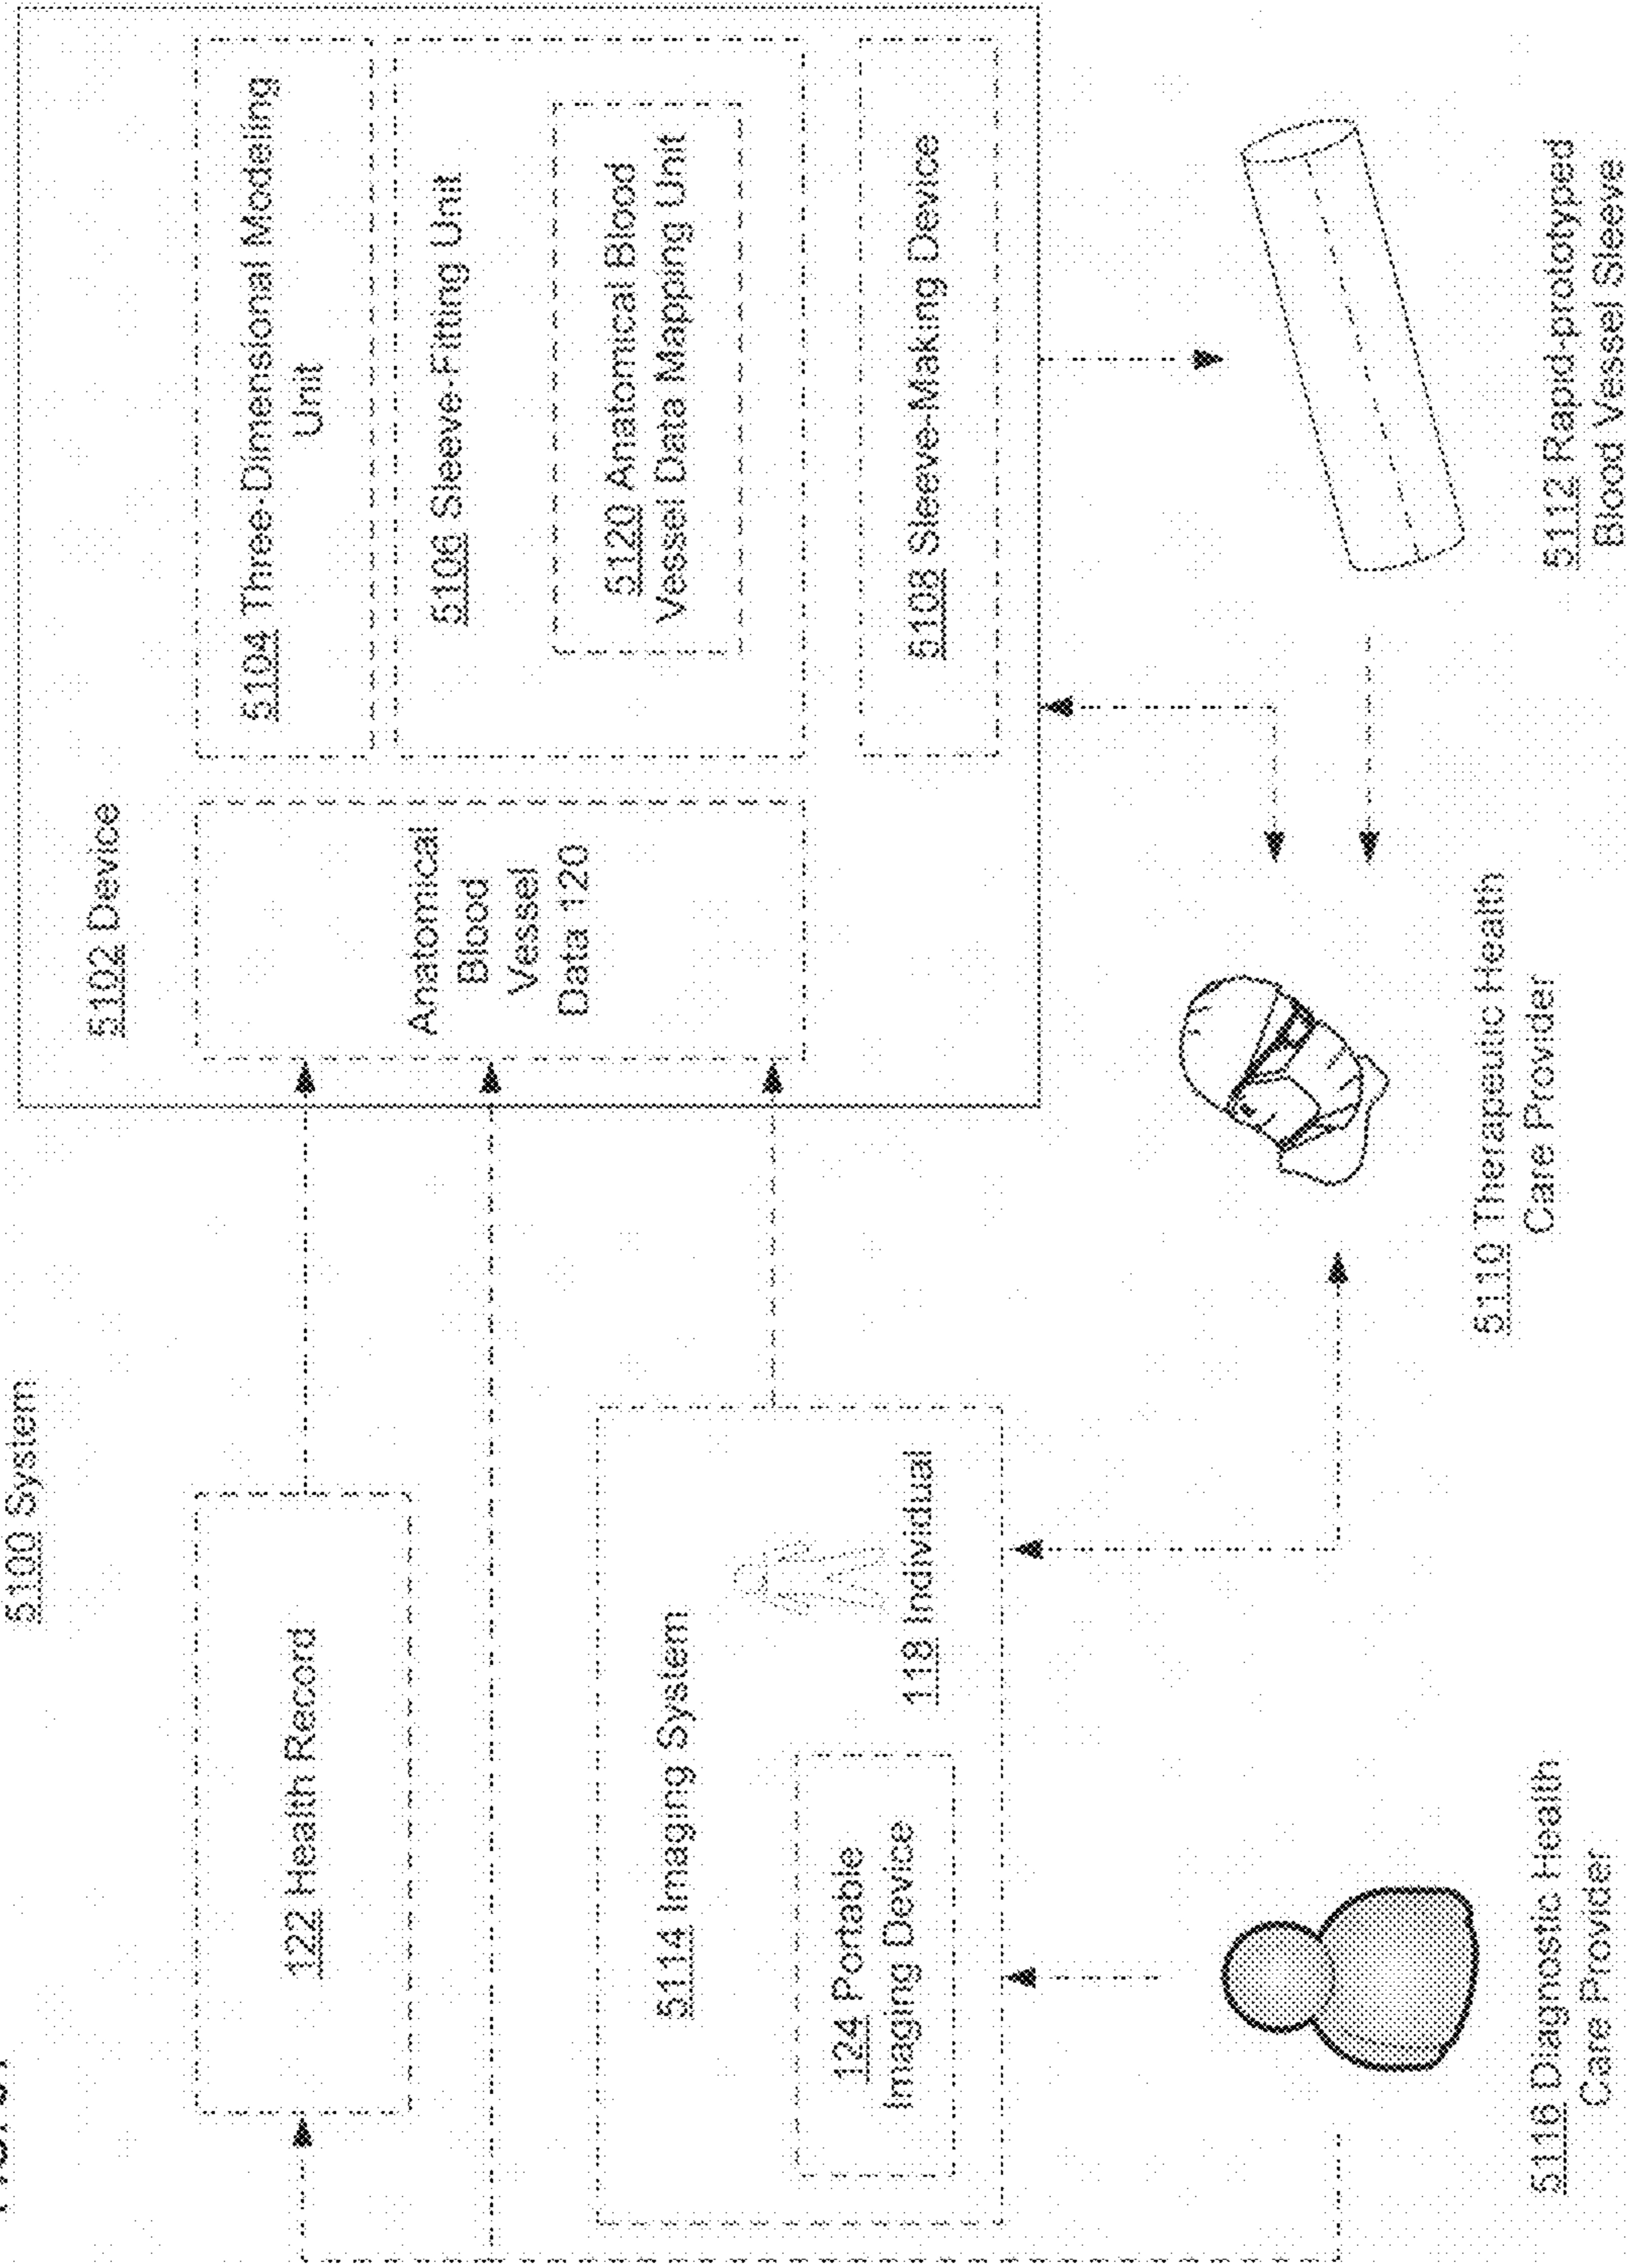 5100 System
5102 Device
122 Health Record
Anatomical
Blood
Vessel
Data 120
5104 Three-Dimensional Modeling
Unit
5106 Sleeve-Fitting Unit
5120 Anatomical Blood
Vessel Data Mapping Unit
5108 Sleeve-Making Device
5114 Imaging System
124 Portable
Imaging Device
118 Individual
5116 Diagnostic Health
Care Provider
5110 Therapeutic Health
Care Provider
5112 Rapid-prototyped
Blood Vessel Sleeve